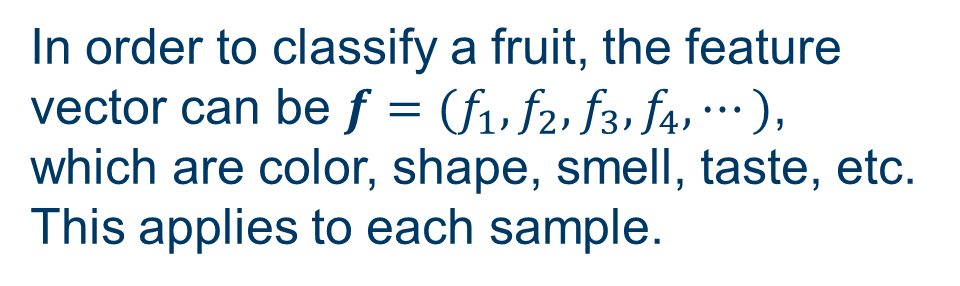 In order to classify a fruit, the feature
vector can be 𝒇 = (𝑓₁, 𝑓₂, 𝑓₃, 𝑓₄, ⋯ ),
which are color, shape, smell, taste, etc.
This applies to each sample.